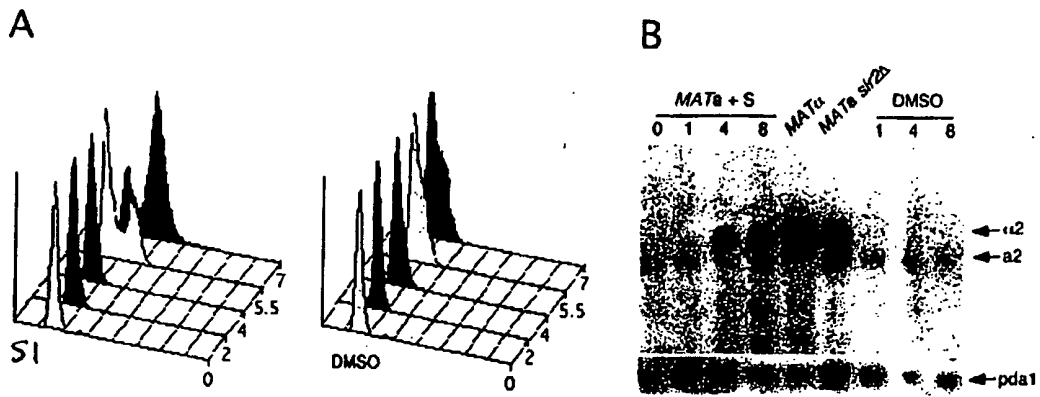 A
S1
0
2
4
5.5
7
DMSO
0
2
4
5.5
7
B
MATa + S
MATα
MATa sir2Δ
DMSO
0 1 4 8
1 4 8
α2
a2
pda1